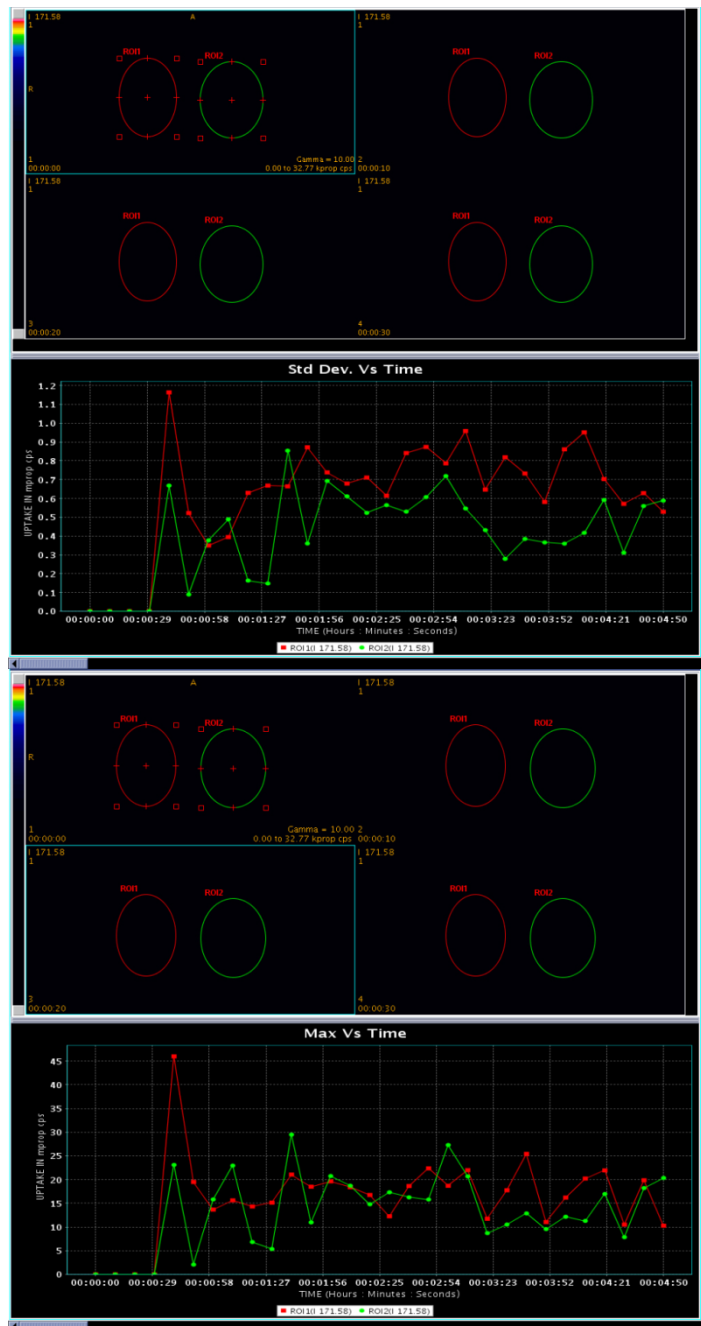 I 171.58 A I 171.58
1 1
ROI1 ROI2 ROI1 ROI2
R
Gamma = 10.00
1 0.00 to 32.77 kprop cps 2
00:00:00 00:00:10
I 171.58 I 171.58
1 1
ROI1 ROI2 ROI1 ROI2
3 4
00:00:20 00:00:30
Std Dev. Vs Time
UPTAKE IN mprop cps
1.2
1.1
1.0
0.9
0.8
0.7
0.6
0.5
0.4
0.3
0.2
0.1
0.0
00:00:00 00:00:29 00:00:58 00:01:27 00:01:56 00:02:25 00:02:54 00:03:23 00:03:52 00:04:21 00:04:50
TIME (Hours : Minutes : Seconds)
ROI1(I 171.58) ROI2(I 171.58)
I 171.58 A I 171.58
1 1
ROI1 ROI2 ROI1 ROI2
R
1 Gamma = 10.00 2
00:00:00 0.00 to 32.77 kprop cps 00:00:10
I 171.58 I 171.58
1 1
ROI1 ROI2 ROI1 ROI2
3 4
00:00:20 00:00:30
Max Vs Time
UPTAKE IN mprop cps
45
40
35
30
25
20
15
10
5
0
00:00:00 00:00:29 00:00:58 00:01:27 00:01:56 00:02:25 00:02:54 00:03:23 00:03:52 00:04:21 00:04:50
TIME (Hours : Minutes : Seconds)
ROI1(I 171.58) ROI2(I 171.58)